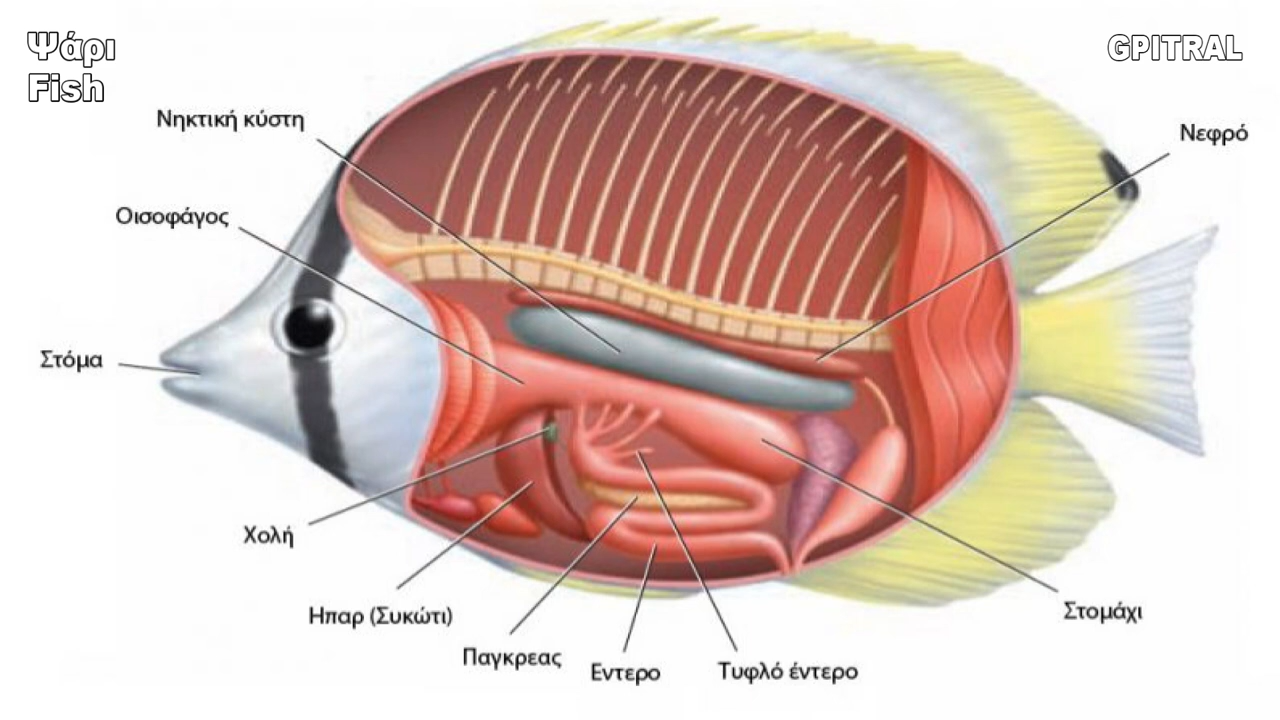 Ψάρι
Fish
GPITRAL
Νηκτική κύστη
Νεφρό
Οισοφάγος
Στόμα
Χολή
Ηπαρ (Συκώτι)
Στομάχι
Παγκρεας
Εντερο
Τυφλό έντερο